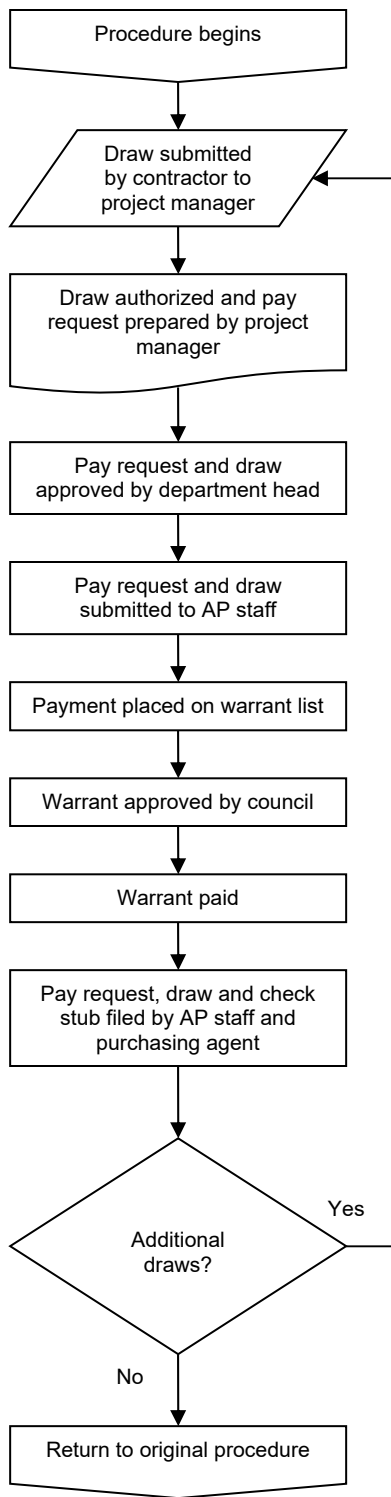 Procedure begins
Draw submitted
by contractor to
project manager
Draw authorized and pay
request prepared by project
manager
Pay request and draw
approved by department head
Pay request and draw
submitted to AP staff
Payment placed on warrant list
Warrant approved by council
Warrant paid
Pay request, draw and check
stub filed by AP staff and
purchasing agent
Additional
draws?
Yes
No
Return to original procedure